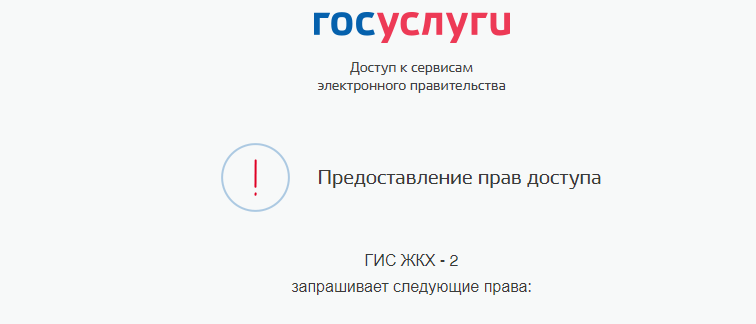 госуслуги
Доступ к сервисам
электронного правительства
Предоставление прав доступа
ГИС ЖКХ - 2
запрашивает следующие права: